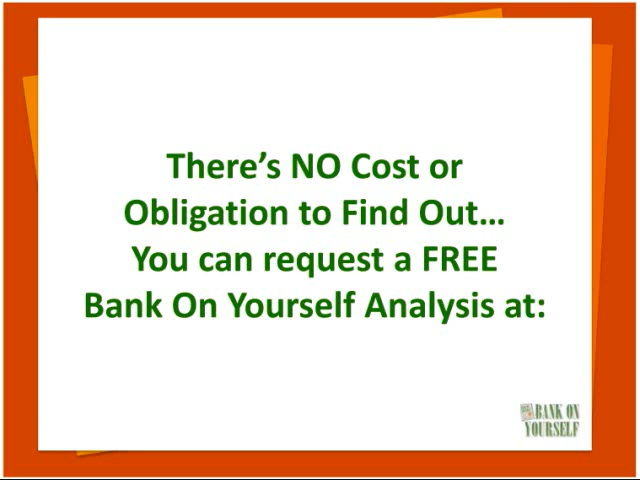 There’s NO Cost or
Obligation to Find Out…
You can request a FREE
Bank On Yourself Analysis at:
BANK ON
YOURSELF